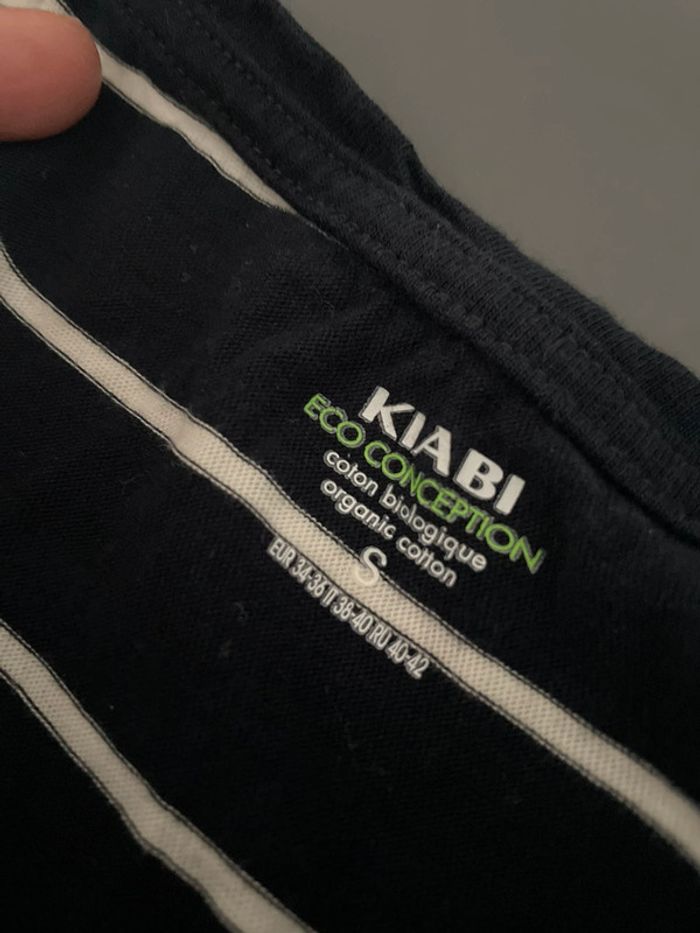 KIABI
ECO CONCEPTION
coton biologique
organic cotton
S
EUR 34-36 IT 38-40 RU 40-42